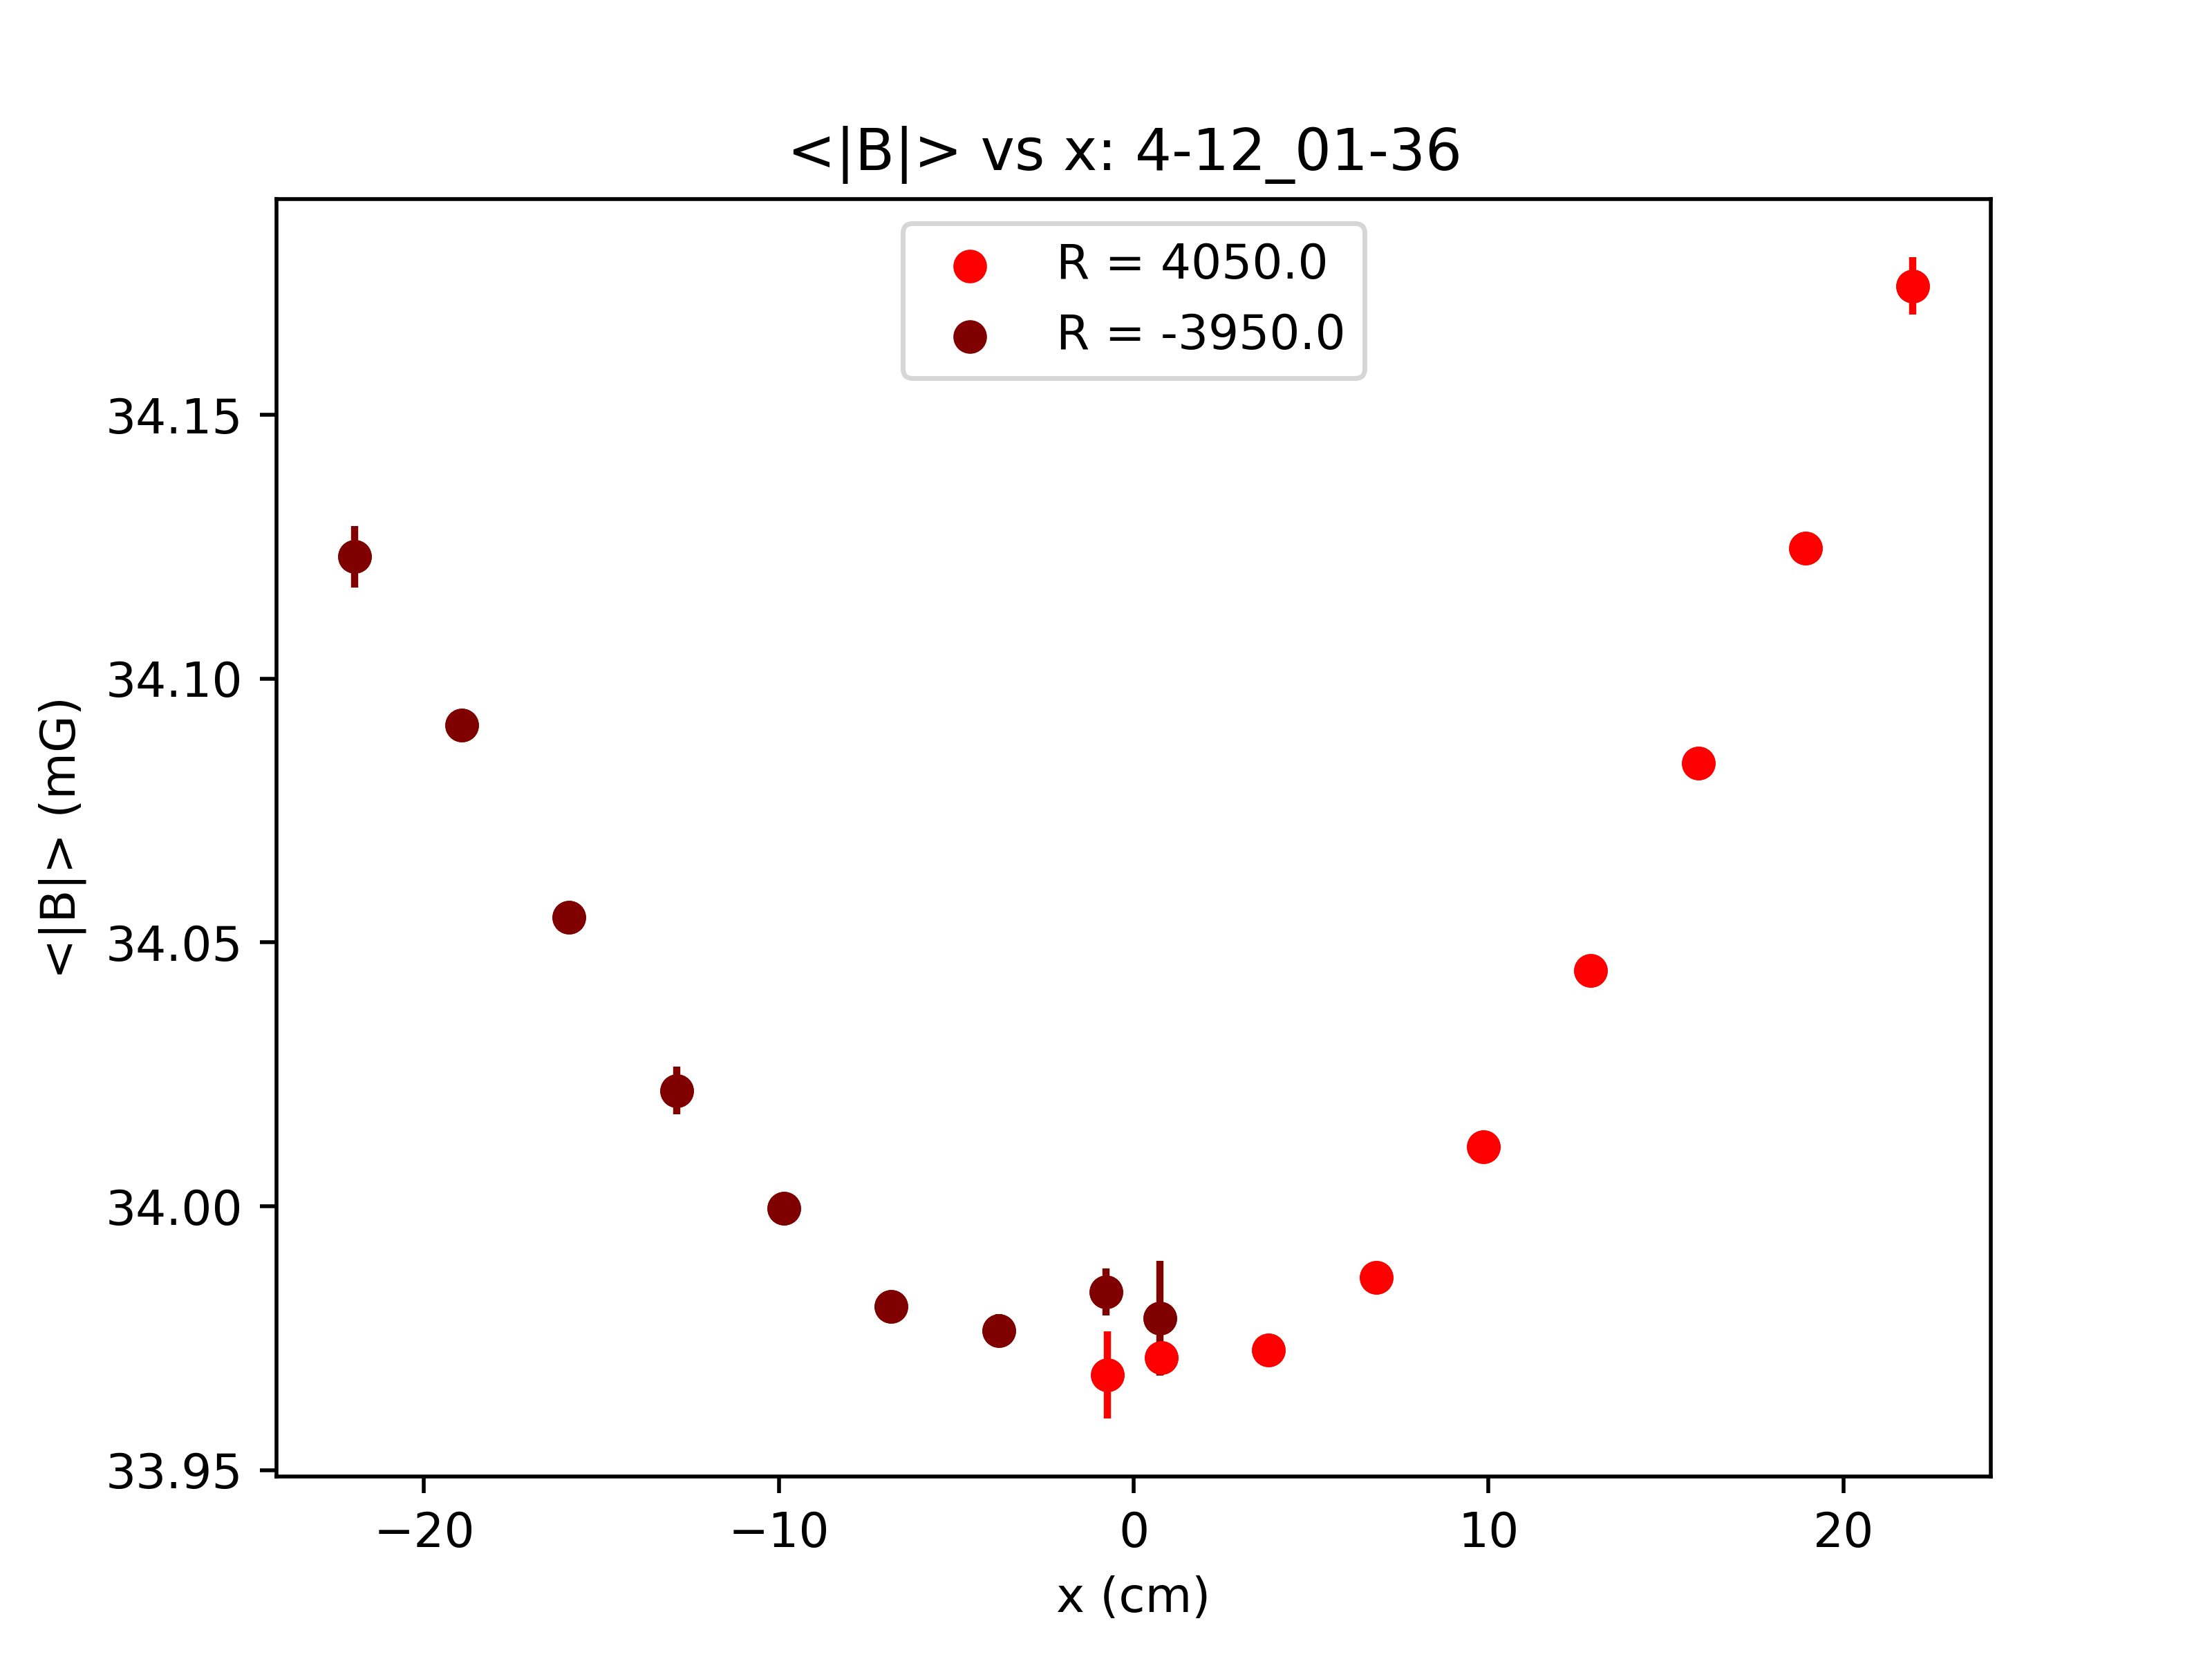 <|B|> vs x: 4-12_01-36
R = 4050.0
R = -3950.0
34.15
34.10
34.05
34.00
33.95
<|B|> (mG)
−20 −10 0 10 20
x (cm)